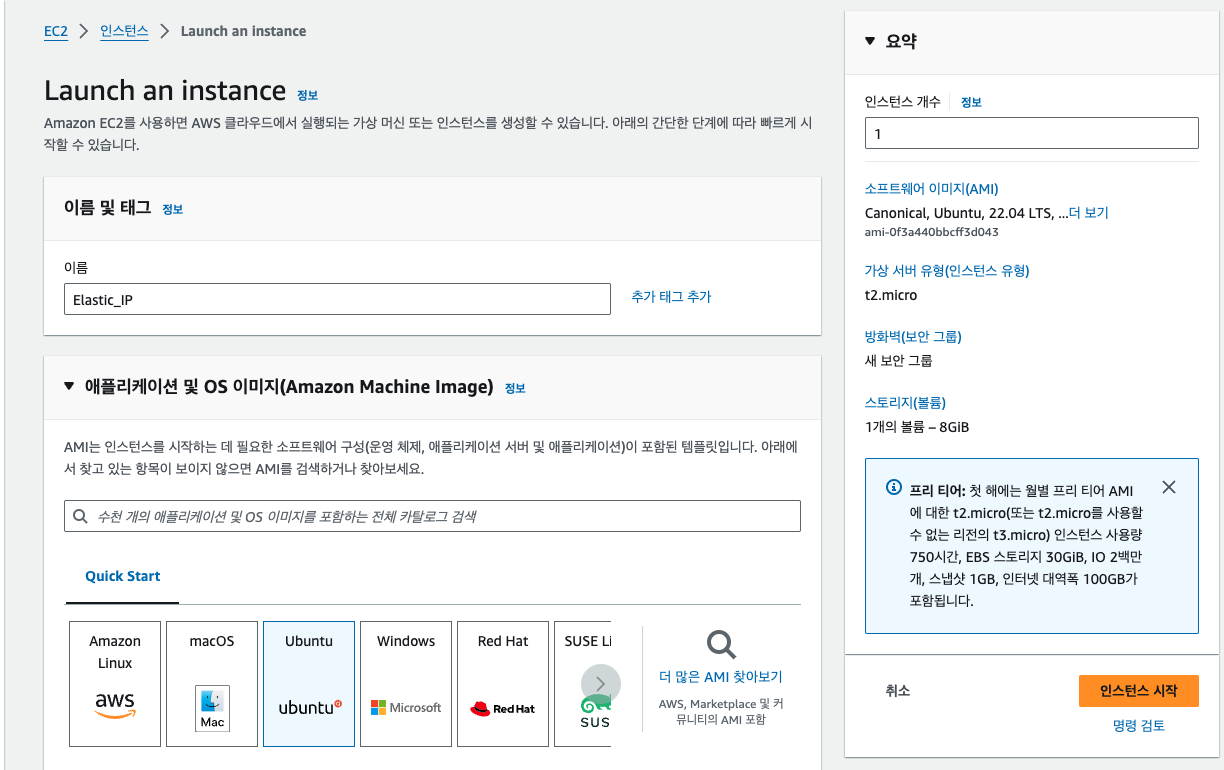 EC2 > 인스턴스 > Launch an instance
Launch an instance 정보
Amazon EC2를 사용하면 AWS 클라우드에서 실행되는 가상 머신 또는 인스턴스를 생성할 수 있습니다. 아래의 간단한 단계에 따라 빠르게 시
작할 수 있습니다.
이름 및 태그 정보
이름
Elastic_IP
추가 태그 추가
애플리케이션 및 OS 이미지(Amazon Machine Image) 정보
AMI는 인스턴스를 시작하는 데 필요한 소프트웨어 구성(운영 체제, 애플리케이션 서버 및 애플리케이션)이 포함된 템플릿입니다. 아래에
서 찾고 있는 항목이 보이지 않으면 AMI를 검색하거나 찾아보세요.
수천 개의 애플리케이션 및 OS 이미지를 포함하는 전체 카탈로그 검색
Quick Start
Amazon
Linux
aws
macOS
Mac
Ubuntu
ubuntu
Windows
Microsoft
Red Hat
Red Hat
SUSE Li
SUS
더 많은 AMI 찾아보기
AWS, Marketplace 및 커
뮤니티의 AMI 포함
요약
인스턴스 개수 정보
1
소프트웨어 이미지(AMI)
Canonical, Ubuntu, 22.04 LTS, ...더 보기
ami-0f3a440bbcff3d043
가상 서버 유형(인스턴스 유형)
t2.micro
방화벽(보안 그룹)
새 보안 그룹
스토리지(볼륨)
1개의 볼륨 – 8GiB
프리 티어: 첫 해에는 월별 프리 티어 AMI
에 대한 t2.micro(또는 t2.micro를 사용할
수 없는 리전의 t3.micro) 인스턴스 사용량
750시간, EBS 스토리지 30GiB, IO 2백만
개, 스냅샷 1GB, 인터넷 대역폭 100GB가
포함됩니다.
취소
인스턴스 시작
명령 검토